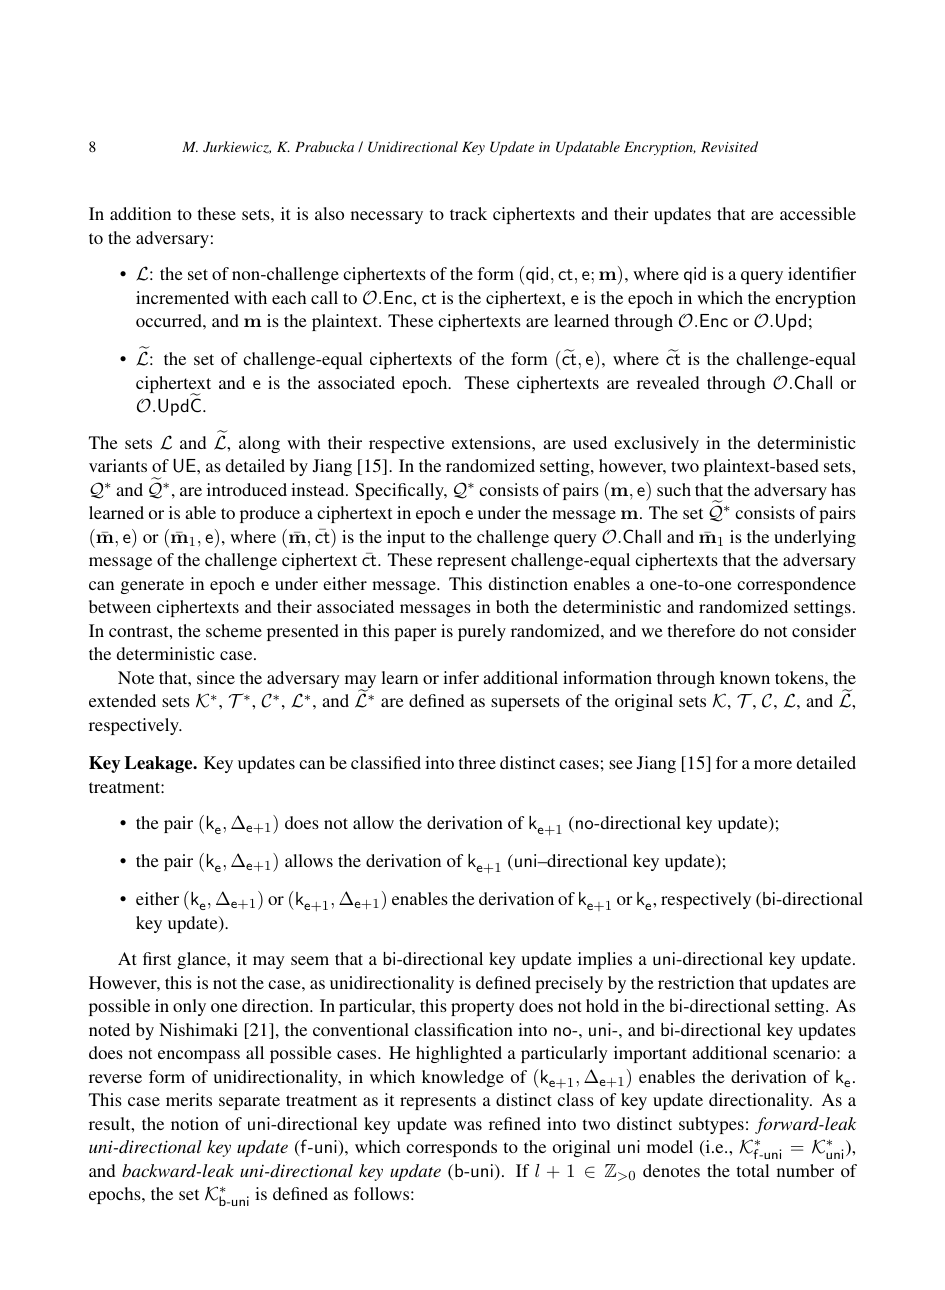 8 M. Jurkiewicz, K. Prabucka / Unidirectional Key Update in Updatable Encryption, Revisited
In addition to these sets, it is also necessary to track ciphertexts and their updates that are accessible
to the adversary:
• ℒ: the set of non-challenge ciphertexts of the form (qid, ct, e; m), where qid is a query identifier
incremented with each call to 𝒪.Enc, ct is the ciphertext, e is the epoch in which the encryption
occurred, and m is the plaintext. These ciphertexts are learned through 𝒪.Enc or 𝒪.Upd;
• ℒ̃: the set of challenge-equal ciphertexts of the form (c̃t, e), where c̃t is the challenge-equal
ciphertext and e is the associated epoch. These ciphertexts are revealed through 𝒪.Chall or
𝒪.UpdC̃.
The sets ℒ and ℒ̃, along with their respective extensions, are used exclusively in the deterministic
variants of UE, as detailed by Jiang [15]. In the randomized setting, however, two plaintext-based sets,
𝒬* and 𝒬̃*, are introduced instead. Specifically, 𝒬* consists of pairs (m, e) such that the adversary has
learned or is able to produce a ciphertext in epoch e under the message m. The set 𝒬̃* consists of pairs
(m̄, e) or (m̄₁, e), where (m̄, c̄t) is the input to the challenge query 𝒪.Chall and m̄₁ is the underlying
message of the challenge ciphertext c̄t. These represent challenge-equal ciphertexts that the adversary
can generate in epoch e under either message. This distinction enables a one-to-one correspondence
between ciphertexts and their associated messages in both the deterministic and randomized settings.
In contrast, the scheme presented in this paper is purely randomized, and we therefore do not consider
the deterministic case.
Note that, since the adversary may learn or infer additional information through known tokens, the
extended sets 𝒦*, 𝒯*, 𝒞*, ℒ*, and ℒ̃* are defined as supersets of the original sets 𝒦, 𝒯, 𝒞, ℒ, and ℒ̃,
respectively.
Key Leakage. Key updates can be classified into three distinct cases; see Jiang [15] for a more detailed
treatment:
• the pair (k_e, Δ_{e+1}) does not allow the derivation of k_{e+1} (no-directional key update);
• the pair (k_e, Δ_{e+1}) allows the derivation of k_{e+1} (uni–directional key update);
• either (k_e, Δ_{e+1}) or (k_{e+1}, Δ_{e+1}) enables the derivation of k_{e+1} or k_e, respectively (bi-directional
key update).
At first glance, it may seem that a bi-directional key update implies a uni-directional key update.
However, this is not the case, as unidirectionality is defined precisely by the restriction that updates are
possible in only one direction. In particular, this property does not hold in the bi-directional setting. As
noted by Nishimaki [21], the conventional classification into no-, uni-, and bi-directional key updates
does not encompass all possible cases. He highlighted a particularly important additional scenario: a
reverse form of unidirectionality, in which knowledge of (k_{e+1}, Δ_{e+1}) enables the derivation of k_e.
This case merits separate treatment as it represents a distinct class of key update directionality. As a
result, the notion of uni-directional key update was refined into two distinct subtypes: forward-leak
uni-directional key update (f-uni), which corresponds to the original uni model (i.e., 𝒦*_{f-uni} = 𝒦*_{uni}),
and backward-leak uni-directional key update (b-uni). If l + 1 ∈ ℤ_{>0} denotes the total number of
epochs, the set 𝒦*_{b-uni} is defined as follows: